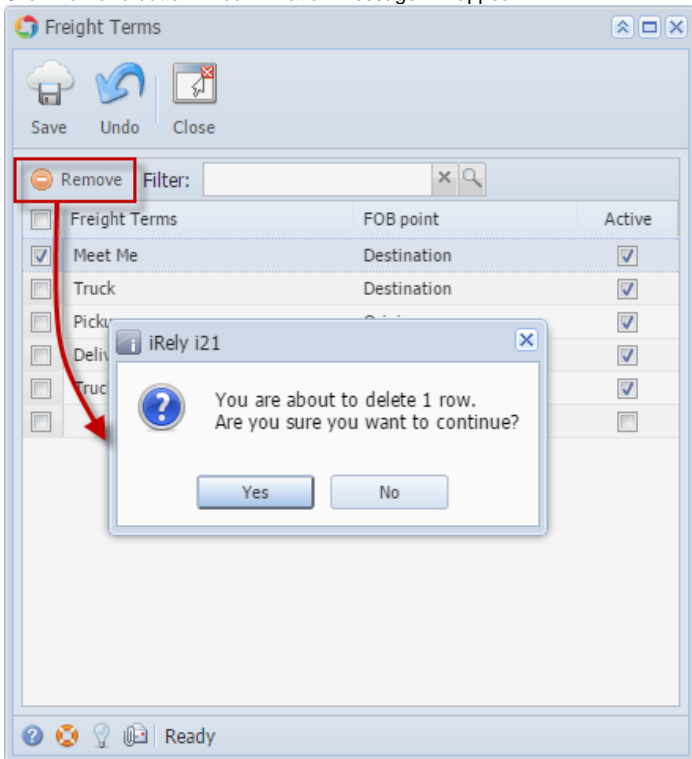 Freight Terms
Save Undo Close
Remove Filter:
Freight Terms FOB point Active
Meet Me Destination
Truck Destination
iRely i21
You are about to delete 1 row.
Are you sure you want to continue?
Yes No
Ready